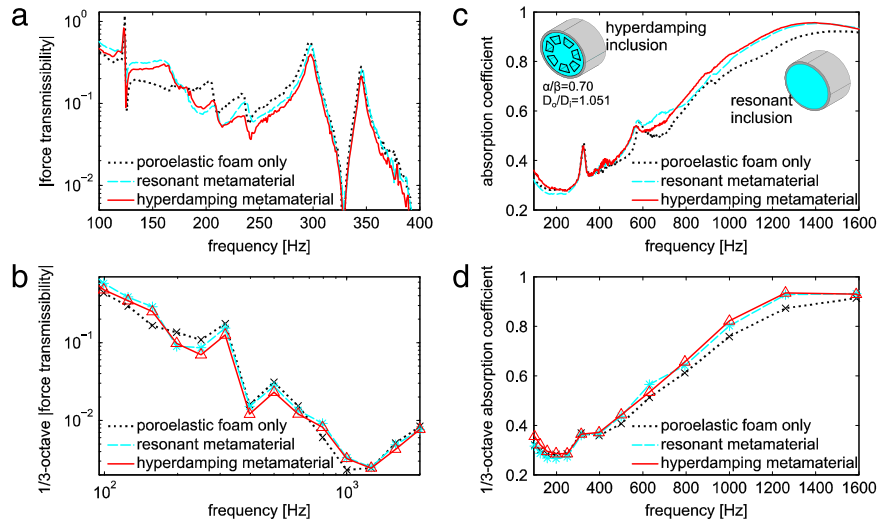 a
|force transmissibility|
10⁰
10⁻¹
10⁻²
poroelastic foam only
resonant metamaterial
hyperdamping metamaterial
100 150 200 250 300 350 400
frequency [Hz]
c
absorption coefficient
1
0.8
0.6
0.4
0.2
hyperdamping
inclusion
α/β=0.70
Dₒ/Dᵢ=1.051
resonant
inclusion
poroelastic foam only
resonant metamaterial
hyperdamping metamaterial
200 400 600 800 1000 1200 1400 1600
frequency [Hz]
b
1/3-octave |force transmissibility|
10⁻¹
10⁻²
poroelastic foam only
resonant metamaterial
hyperdamping metamaterial
10² 10³
frequency [Hz]
d
1/3-octave absorption coefficient
1
0.8
0.6
0.4
0.2
poroelastic foam only
resonant metamaterial
hyperdamping metamaterial
200 400 600 800 1000 1200 1400 1600
frequency [Hz]